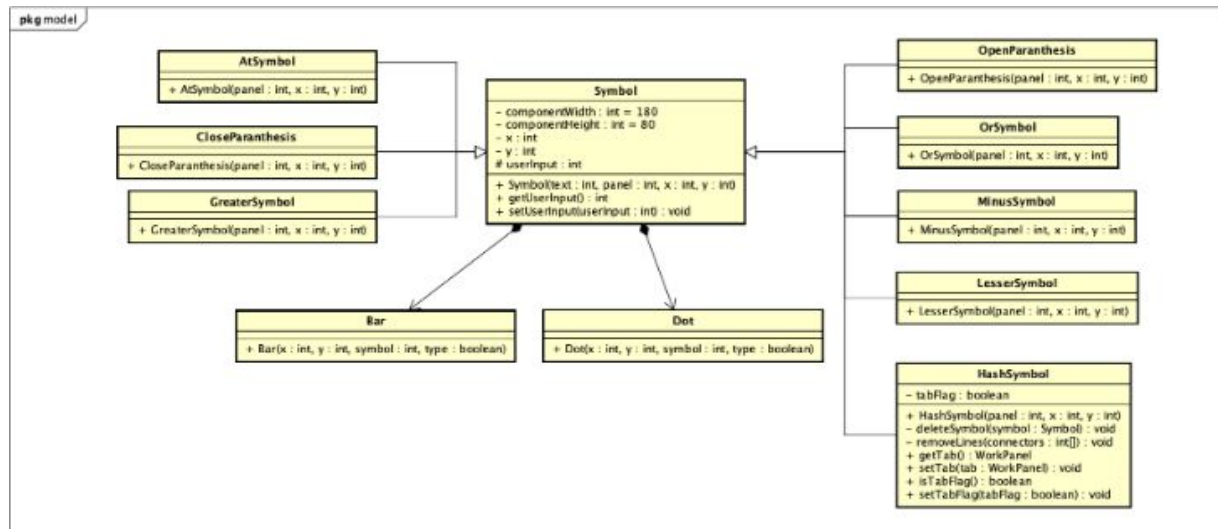 pkg model
AtSymbol
+ AtSymbol(panel : int, x : int, y : int)
CloseParanthesis
+ CloseParanthesis(panel : int, x : int, y : int)
GreaterSymbol
+ GreaterSymbol(panel : int, x : int, y : int)
Symbol
- componentWidth : int = 180
- componentHeight : int = 80
- x : int
- y : int
# userInput : int
+ Symbol(text : int, panel : int, x : int, y : int)
+ getUserInput() : int
+ setUserInput(userInput : int) : void
Bar
+ Bar(x : int, y : int, symbol : int, type : boolean)
Dot
+ Dot(x : int, y : int, symbol : int, type : boolean)
OpenParanthesis
+ OpenParanthesis(panel : int, x : int, y : int)
OrSymbol
+ OrSymbol(panel : int, x : int, y : int)
MinusSymbol
+ MinusSymbol(panel : int, x : int, y : int)
LesserSymbol
+ LesserSymbol(panel : int, x : int, y : int)
HashSymbol
- tabFlag : boolean
+ HashSymbol(panel : int, x : int, y : int)
- deleteSymbol(symbol : Symbol) : void
- removeLines(connectors : int[]) : void
+ getTab() : WorkPanel
+ setTab(tab : WorkPanel) : void
+ isTabFlag() : boolean
+ setTabFlag(tabFlag : boolean) : void